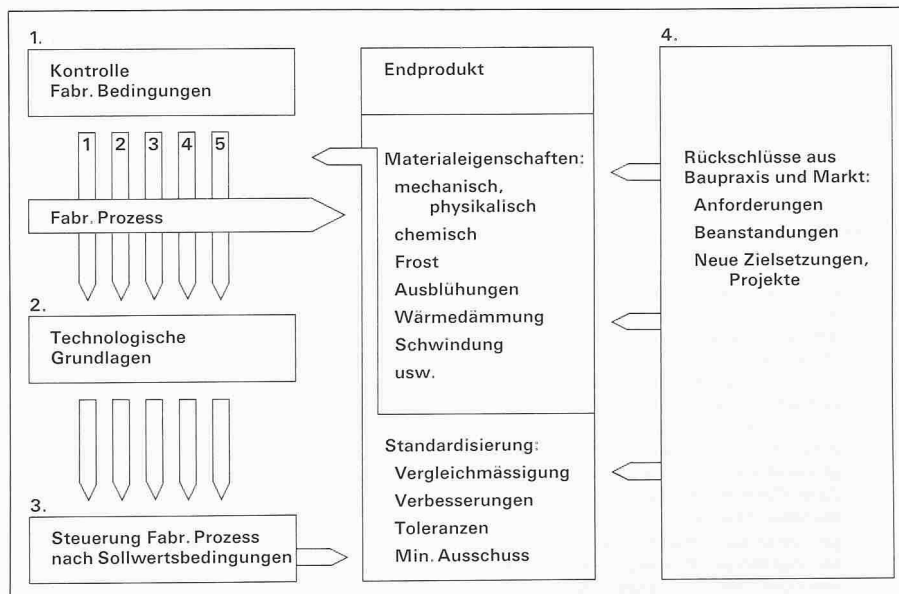 1.
Kontrolle
Fabr. Bedingungen
1 2 3 4 5
Fabr. Prozess
2.
Technologische
Grundlagen
3.
Steuerung Fabr. Prozess
nach Sollwertsbedingungen
Endprodukt
Materialeigenschaften:
mechanisch,
physikalisch
chemisch
Frost
Ausblühungen
Wärmedämmung
Schwindung
usw.
Standardisierung:
Vergleichmässigung
Verbesserungen
Toleranzen
Min. Ausschuss
4.
Rückschlüsse aus
Baupraxis und Markt:
Anforderungen
Beanstandungen
Neue Zielsetzungen,
Projekte